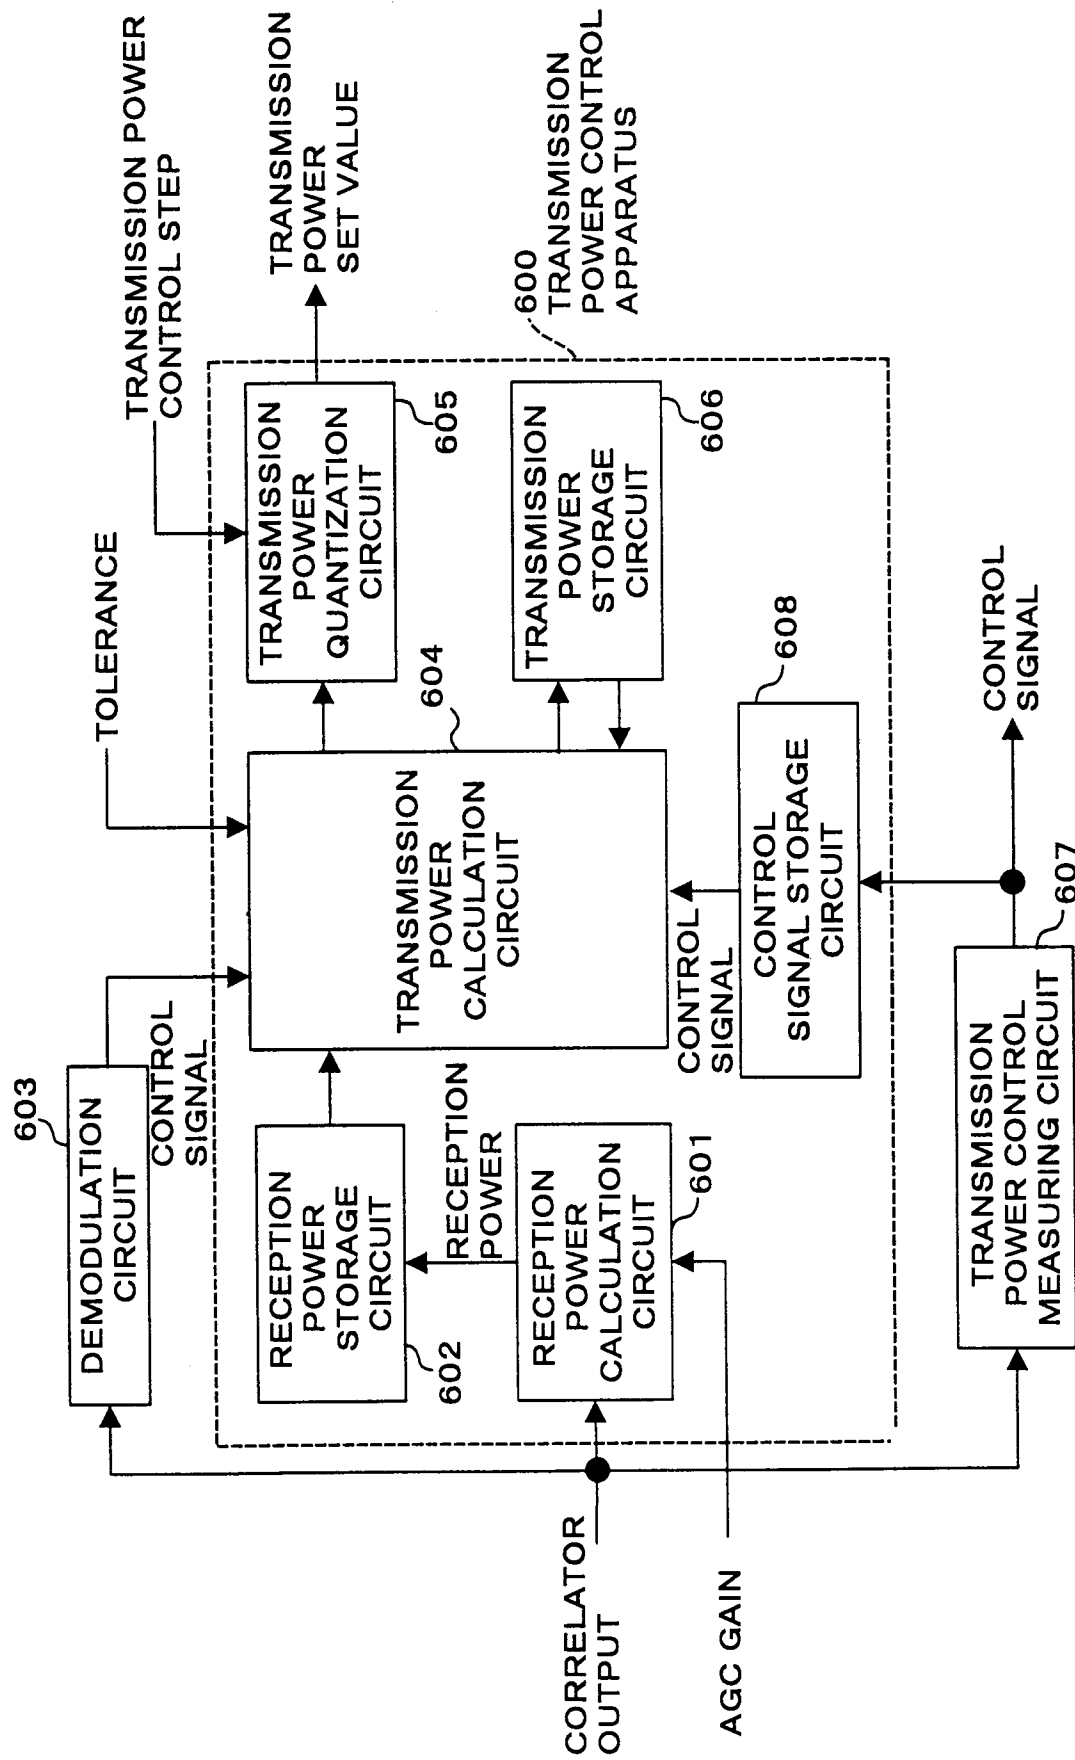 603
DEMODULATION
CIRCUIT
CONTROL
SIGNAL
TOLERANCE
TRANSMISSION POWER
CONTROL STEP
TRANSMISSION
POWER
SET VALUE
RECEPTION
POWER
STORAGE
CIRCUIT
602
RECEPTION
POWER
TRANSMISSION
POWER
CALCULATION
CIRCUIT
604
TRANSMISSION
POWER
QUANTIZATION
CIRCUIT
605
600
TRANSMISSION
POWER CONTROL
APPARATUS
CORRELATOR
OUTPUT
RECEPTION
POWER
CALCULATION
CIRCUIT
601
TRANSMISSION
POWER
STORAGE
CIRCUIT
606
AGC GAIN
CONTROL
SIGNAL
CONTROL
SIGNAL STORAGE
CIRCUIT
608
TRANSMISSION
POWER CONTROL
MEASURING CIRCUIT
607
CONTROL
SIGNAL